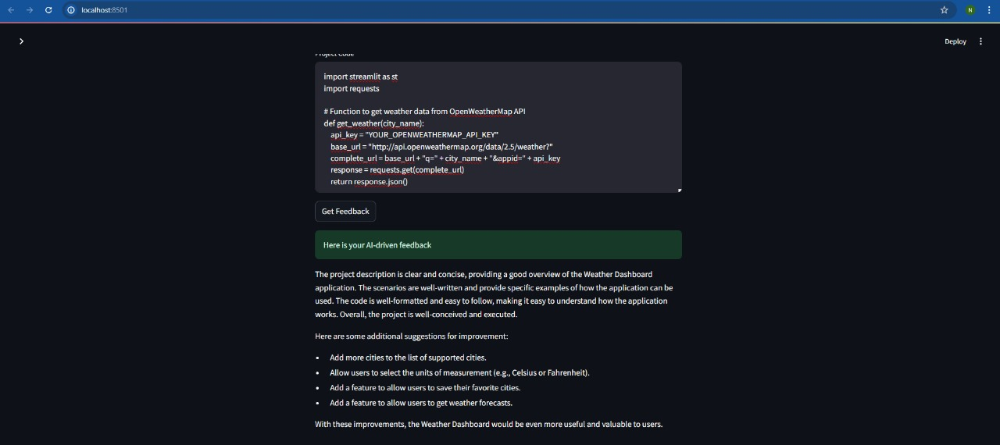 localhost:8501
N
Deploy
Project Code
import streamlit as st
import requests
# Function to get weather data from OpenWeatherMap API
def get_weather(city_name):
api_key = "YOUR_OPENWEATHERMAP_API_KEY"
base_url = "http://api.openweathermap.org/data/2.5/weather?"
complete_url = base_url + "q=" + city_name + "&appid=" + api_key
response = requests.get(complete_url)
return response.json()
Get Feedback
Here is your AI-driven feedback
The project description is clear and concise, providing a good overview of the Weather Dashboard
application. The scenarios are well-written and provide specific examples of how the application can be
used. The code is well-formatted and easy to follow, making it easy to understand how the application
works. Overall, the project is well-conceived and executed.
Here are some additional suggestions for improvement:
• Add more cities to the list of supported cities.
• Allow users to select the units of measurement (e.g., Celsius or Fahrenheit).
• Add a feature to allow users to save their favorite cities.
• Add a feature to allow users to get weather forecasts.
With these improvements, the Weather Dashboard would be even more useful and valuable to users.